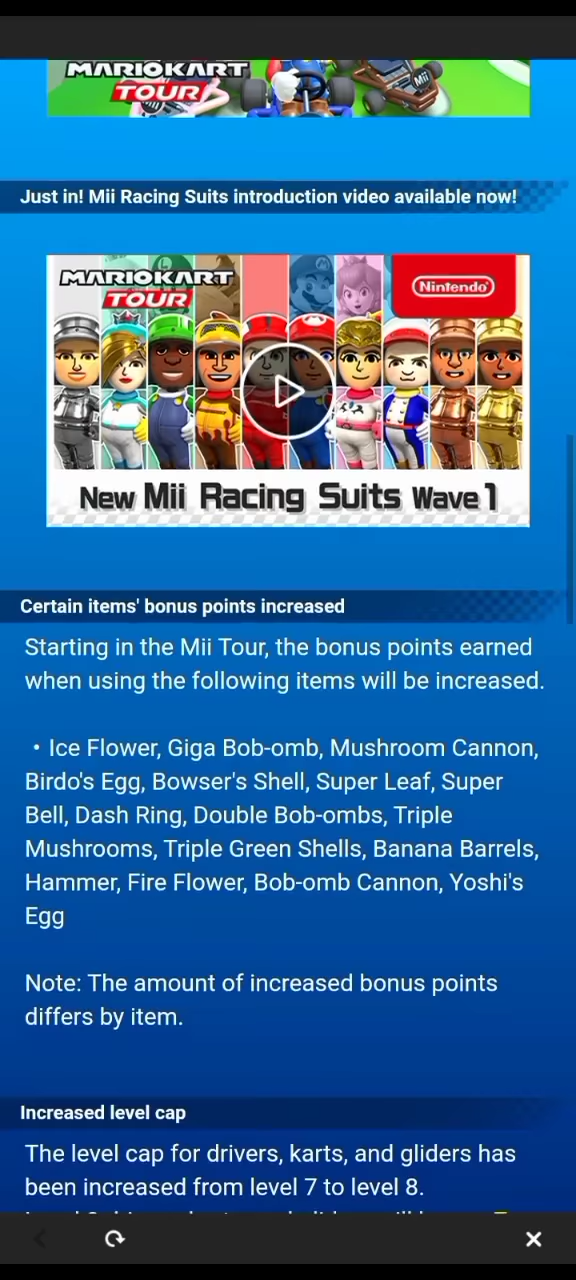 MARIOKART
TOUR
Mii
Just in! Mii Racing Suits introduction video available now!
MARIOKART
TOUR
Nintendo
New Mii Racing Suits Wave 1
Certain items' bonus points increased
Starting in the Mii Tour, the bonus points earned
when using the following items will be increased.
・Ice Flower, Giga Bob-omb, Mushroom Cannon,
Birdo's Egg, Bowser's Shell, Super Leaf, Super
Bell, Dash Ring, Double Bob-ombs, Triple
Mushrooms, Triple Green Shells, Banana Barrels,
Hammer, Fire Flower, Bob-omb Cannon, Yoshi's
Egg
Note: The amount of increased bonus points
differs by item.
Increased level cap
The level cap for drivers, karts, and gliders has
been increased from level 7 to level 8.